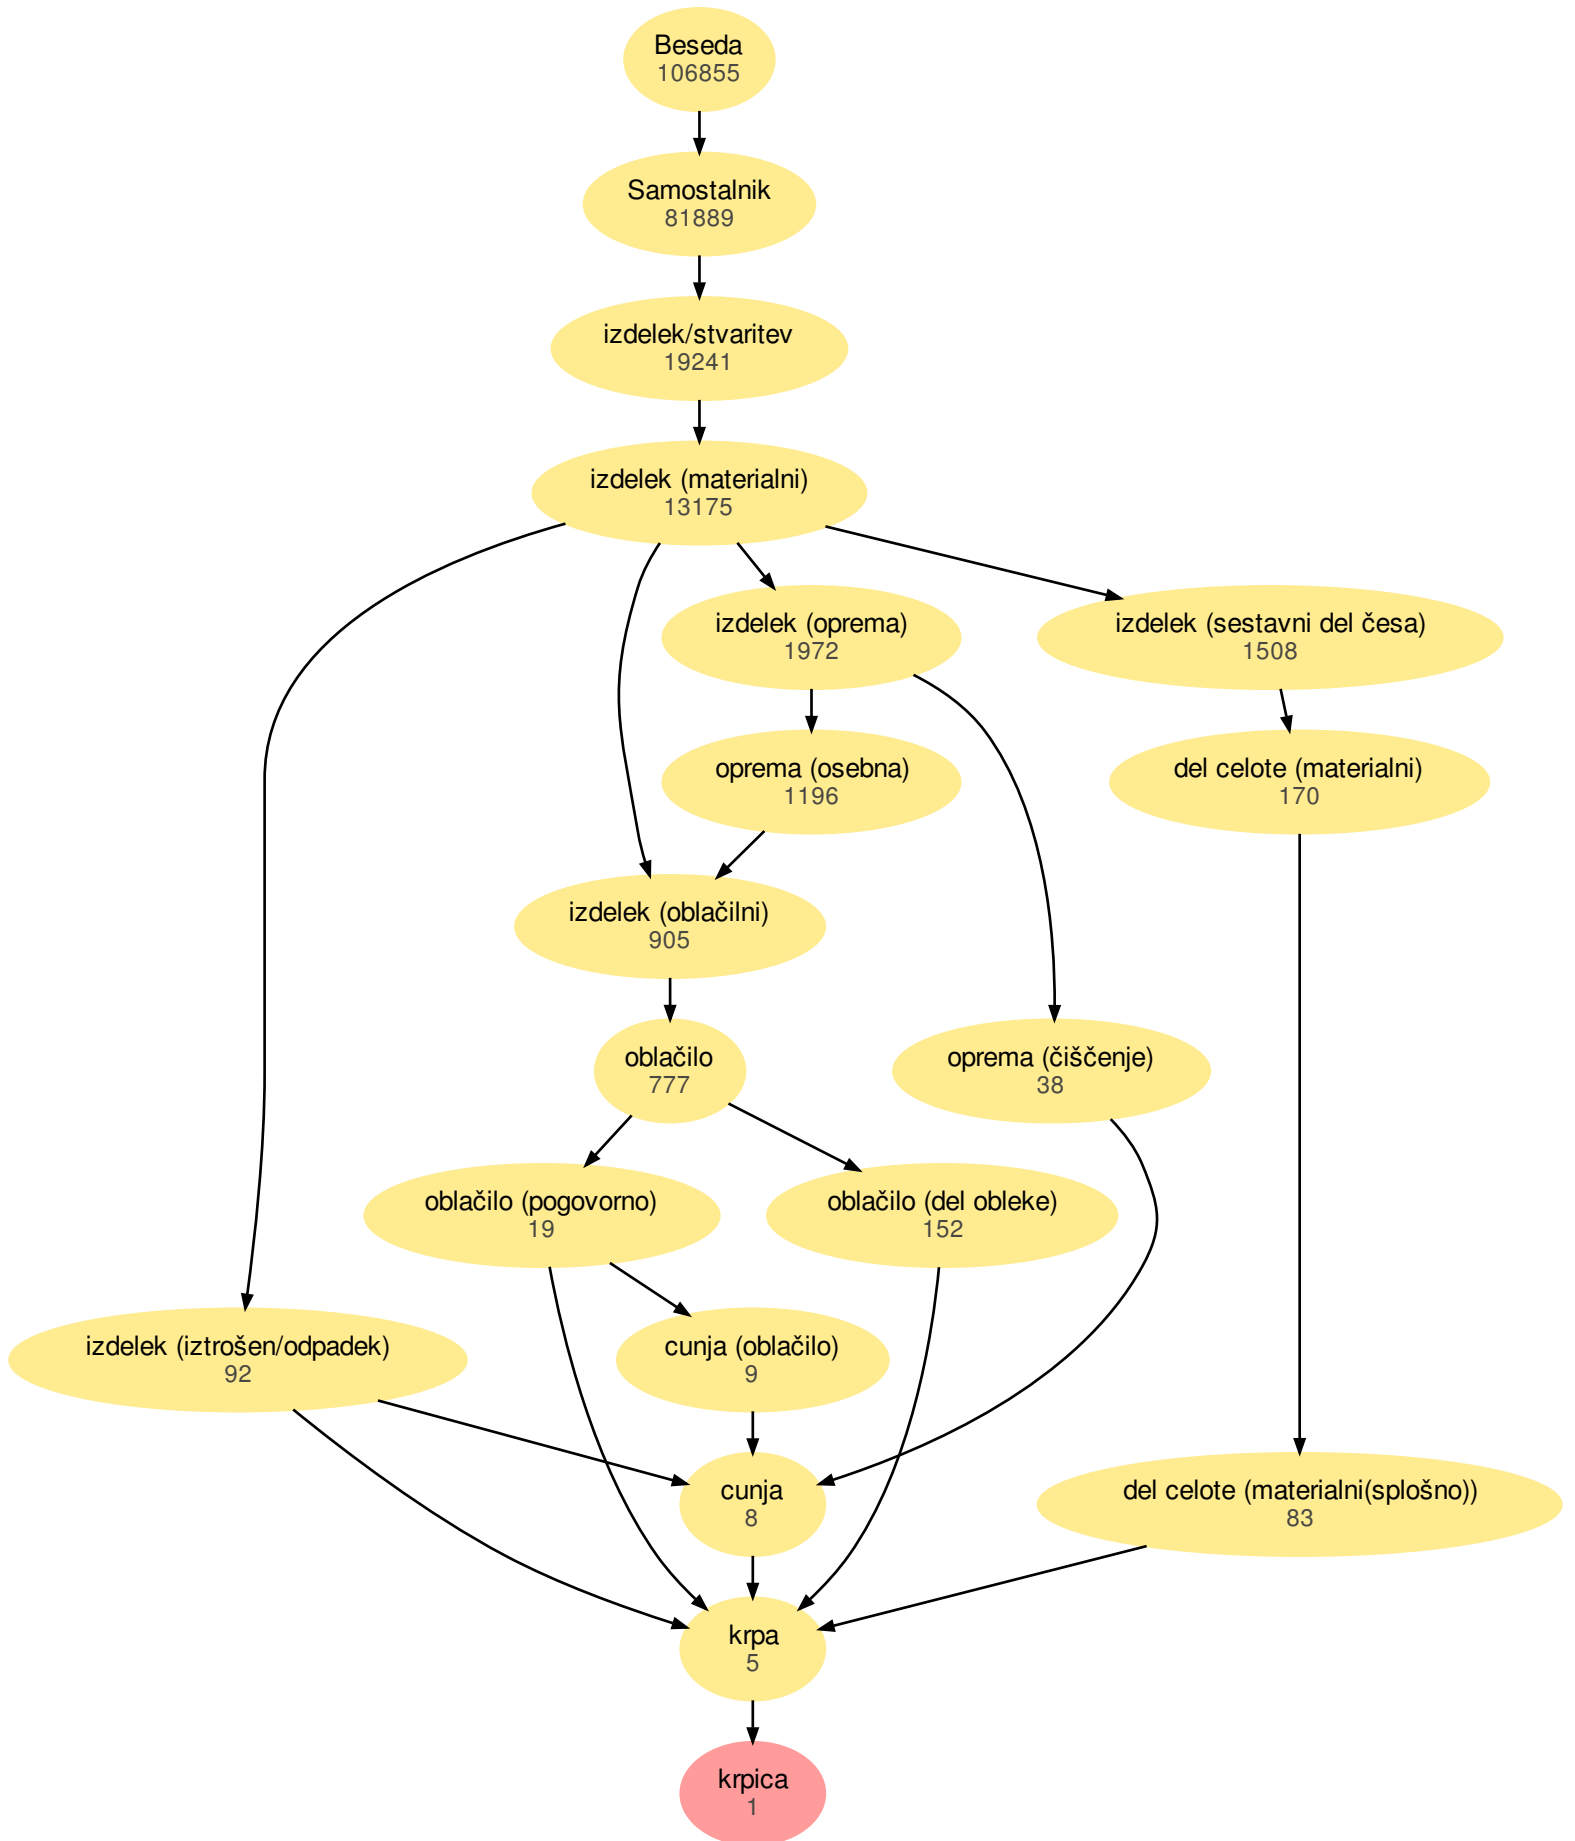 Beseda
106855
Samostalnik
81889
izdelek/stvaritev
19241
izdelek (materialni)
13175
izdelek (oprema)
1972
izdelek (sestavni del česa)
1508
oprema (osebna)
1196
del celote (materialni)
170
izdelek (oblačilni)
905
oblačilo
777
oprema (čiščenje)
38
oblačilo (pogovorno)
19
oblačilo (del obleke)
152
izdelek (iztrošen/odpadek)
92
cunja (oblačilo)
9
cunja
8
del celote (materialni(splošno))
83
krpa
5
krpica
1